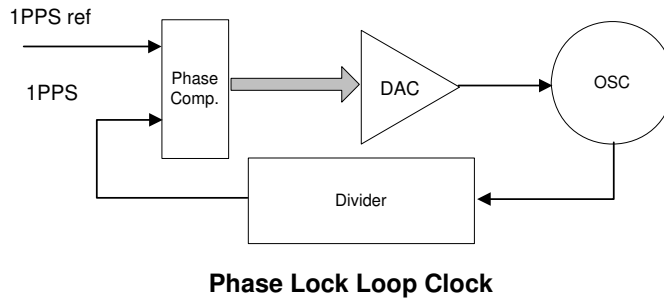 1PPS ref
1PPS
Phase
Comp.
DAC
OSC
Divider
Phase Lock Loop Clock